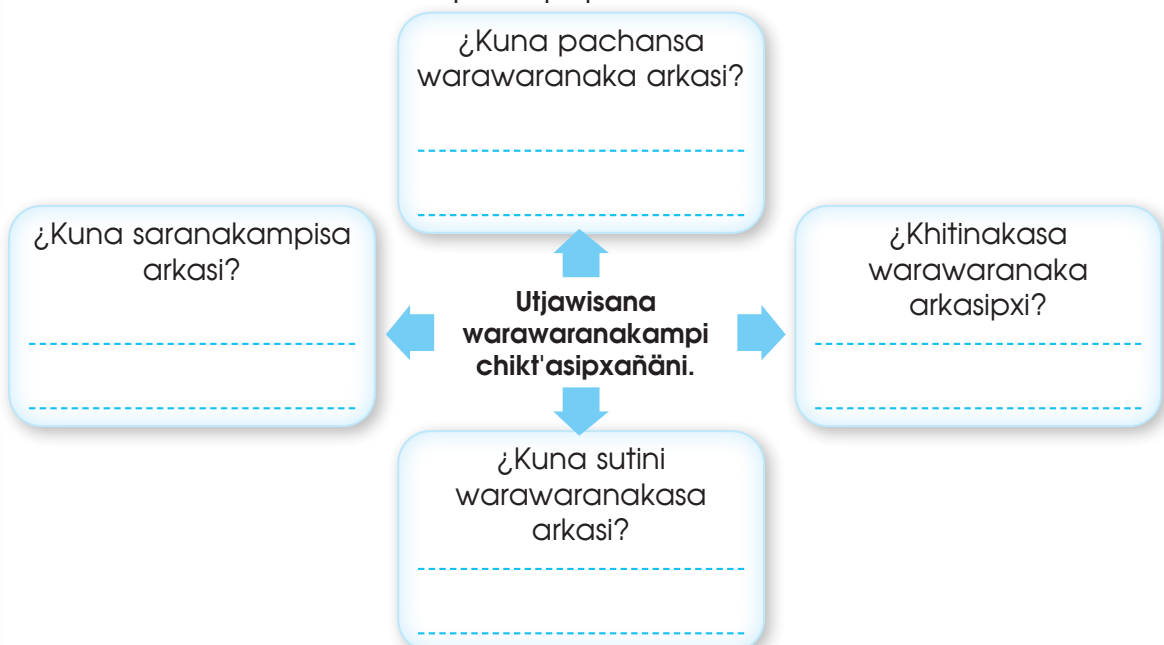 ¿Kuna pachansa
warawaranaka arkasi?
¿Kuna saranakampisa
arkasi?
Utjawisana
warawaranakampi
chikt'asipxañäni.
¿Khitinakasa
warawaranaka
arkasipxi?
¿Kuna sutini
warawaranakasa
arkasi?